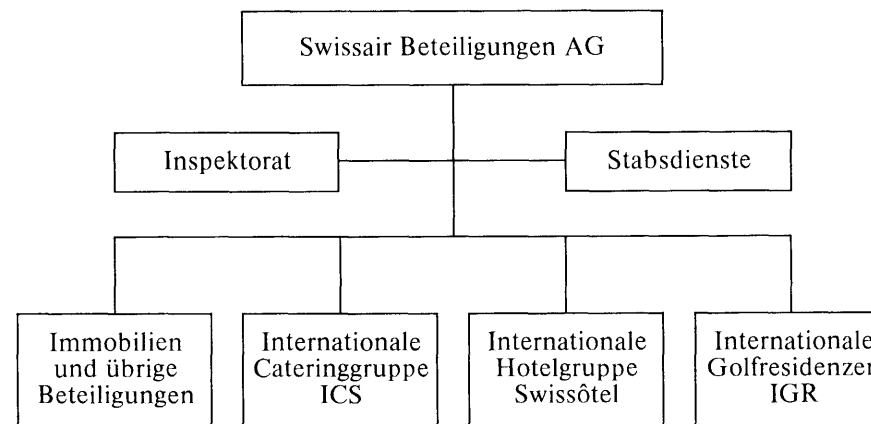 Swissair Beteiligungen AG
Inspektorat
Stabsdienste
Immobilien
und übrige
Beteiligungen
Internationale
Cateringgruppe
ICS
Internationale
Hotelgruppe
Swissôtel
Internationale
Golfresidenzen
IGR